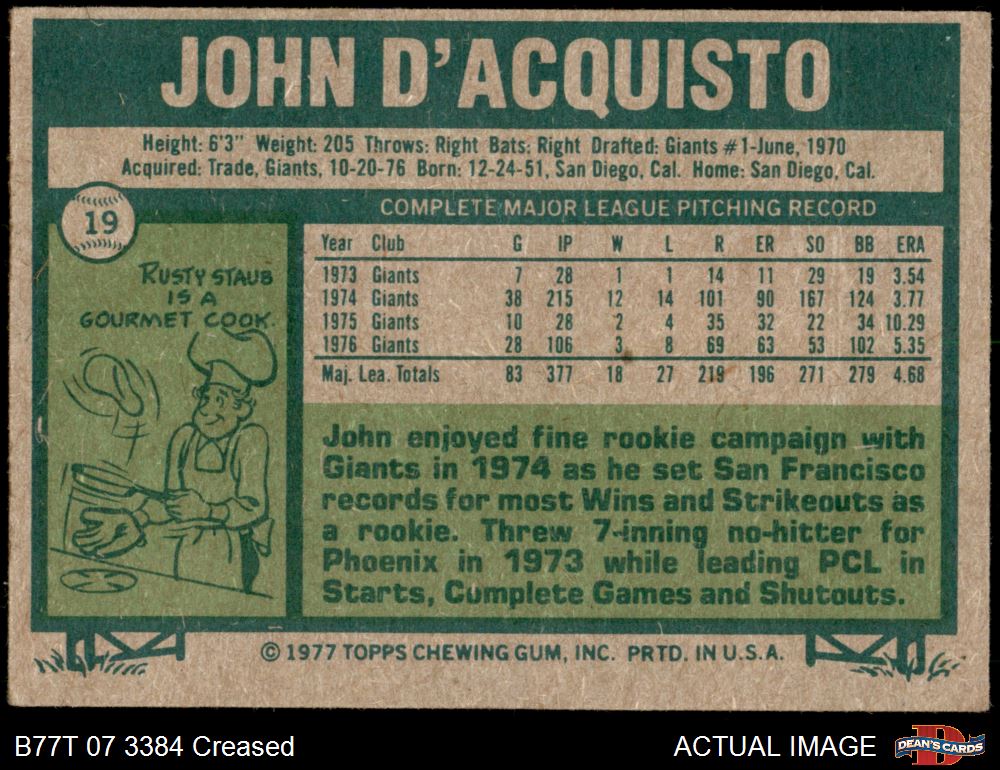 JOHN D'ACQUISTO
Height: 6'3" Weight: 205 Throws: Right Bats: Right Drafted: Giants #1-June, 1970
Acquired: Trade, Giants, 10-20-76 Born: 12-24-51, San Diego, Cal. Home: San Diego, Cal.
19
RUSTY STAUB
IS A
GOURMET COOK.
COMPLETE MAJOR LEAGUE PITCHING RECORD
Year Club G IP W L R ER SO BB ERA
1973 Giants 7 28 1 1 14 11 29 19 3.54
1974 Giants 38 215 12 14 101 90 167 124 3.77
1975 Giants 10 28 2 4 35 32 22 34 10.29
1976 Giants 28 106 3 8 69 63 53 102 5.35
Maj. Lea. Totals 83 377 18 27 219 196 271 279 4.68
John enjoyed fine rookie campaign with
Giants in 1974 as he set San Francisco
records for most Wins and Strikeouts as
a rookie. Threw 7-inning no-hitter for
Phoenix in 1973 while leading PCL in
Starts, Complete Games and Shutouts.
© 1977 TOPPS CHEWING GUM, INC. PRTD. IN U.S.A.
B77T 07 3384 Creased
ACTUAL IMAGE
D
DEAN'S CARDS